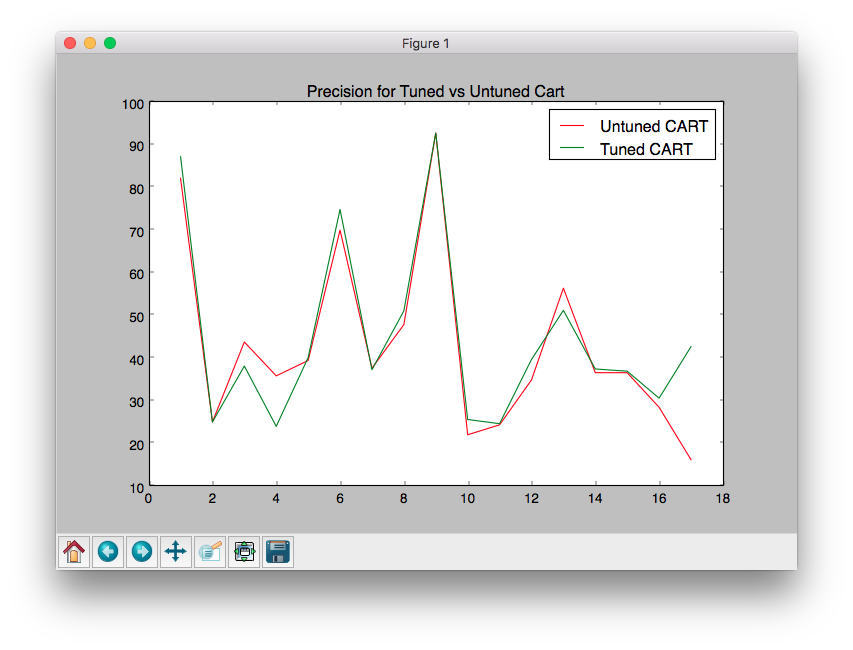 Figure 1
Precision for Tuned vs Untuned Cart
Untuned CART
Tuned CART
100
90
80
70
60
50
40
30
20
10
0 2 4 6 8 10 12 14 16 18